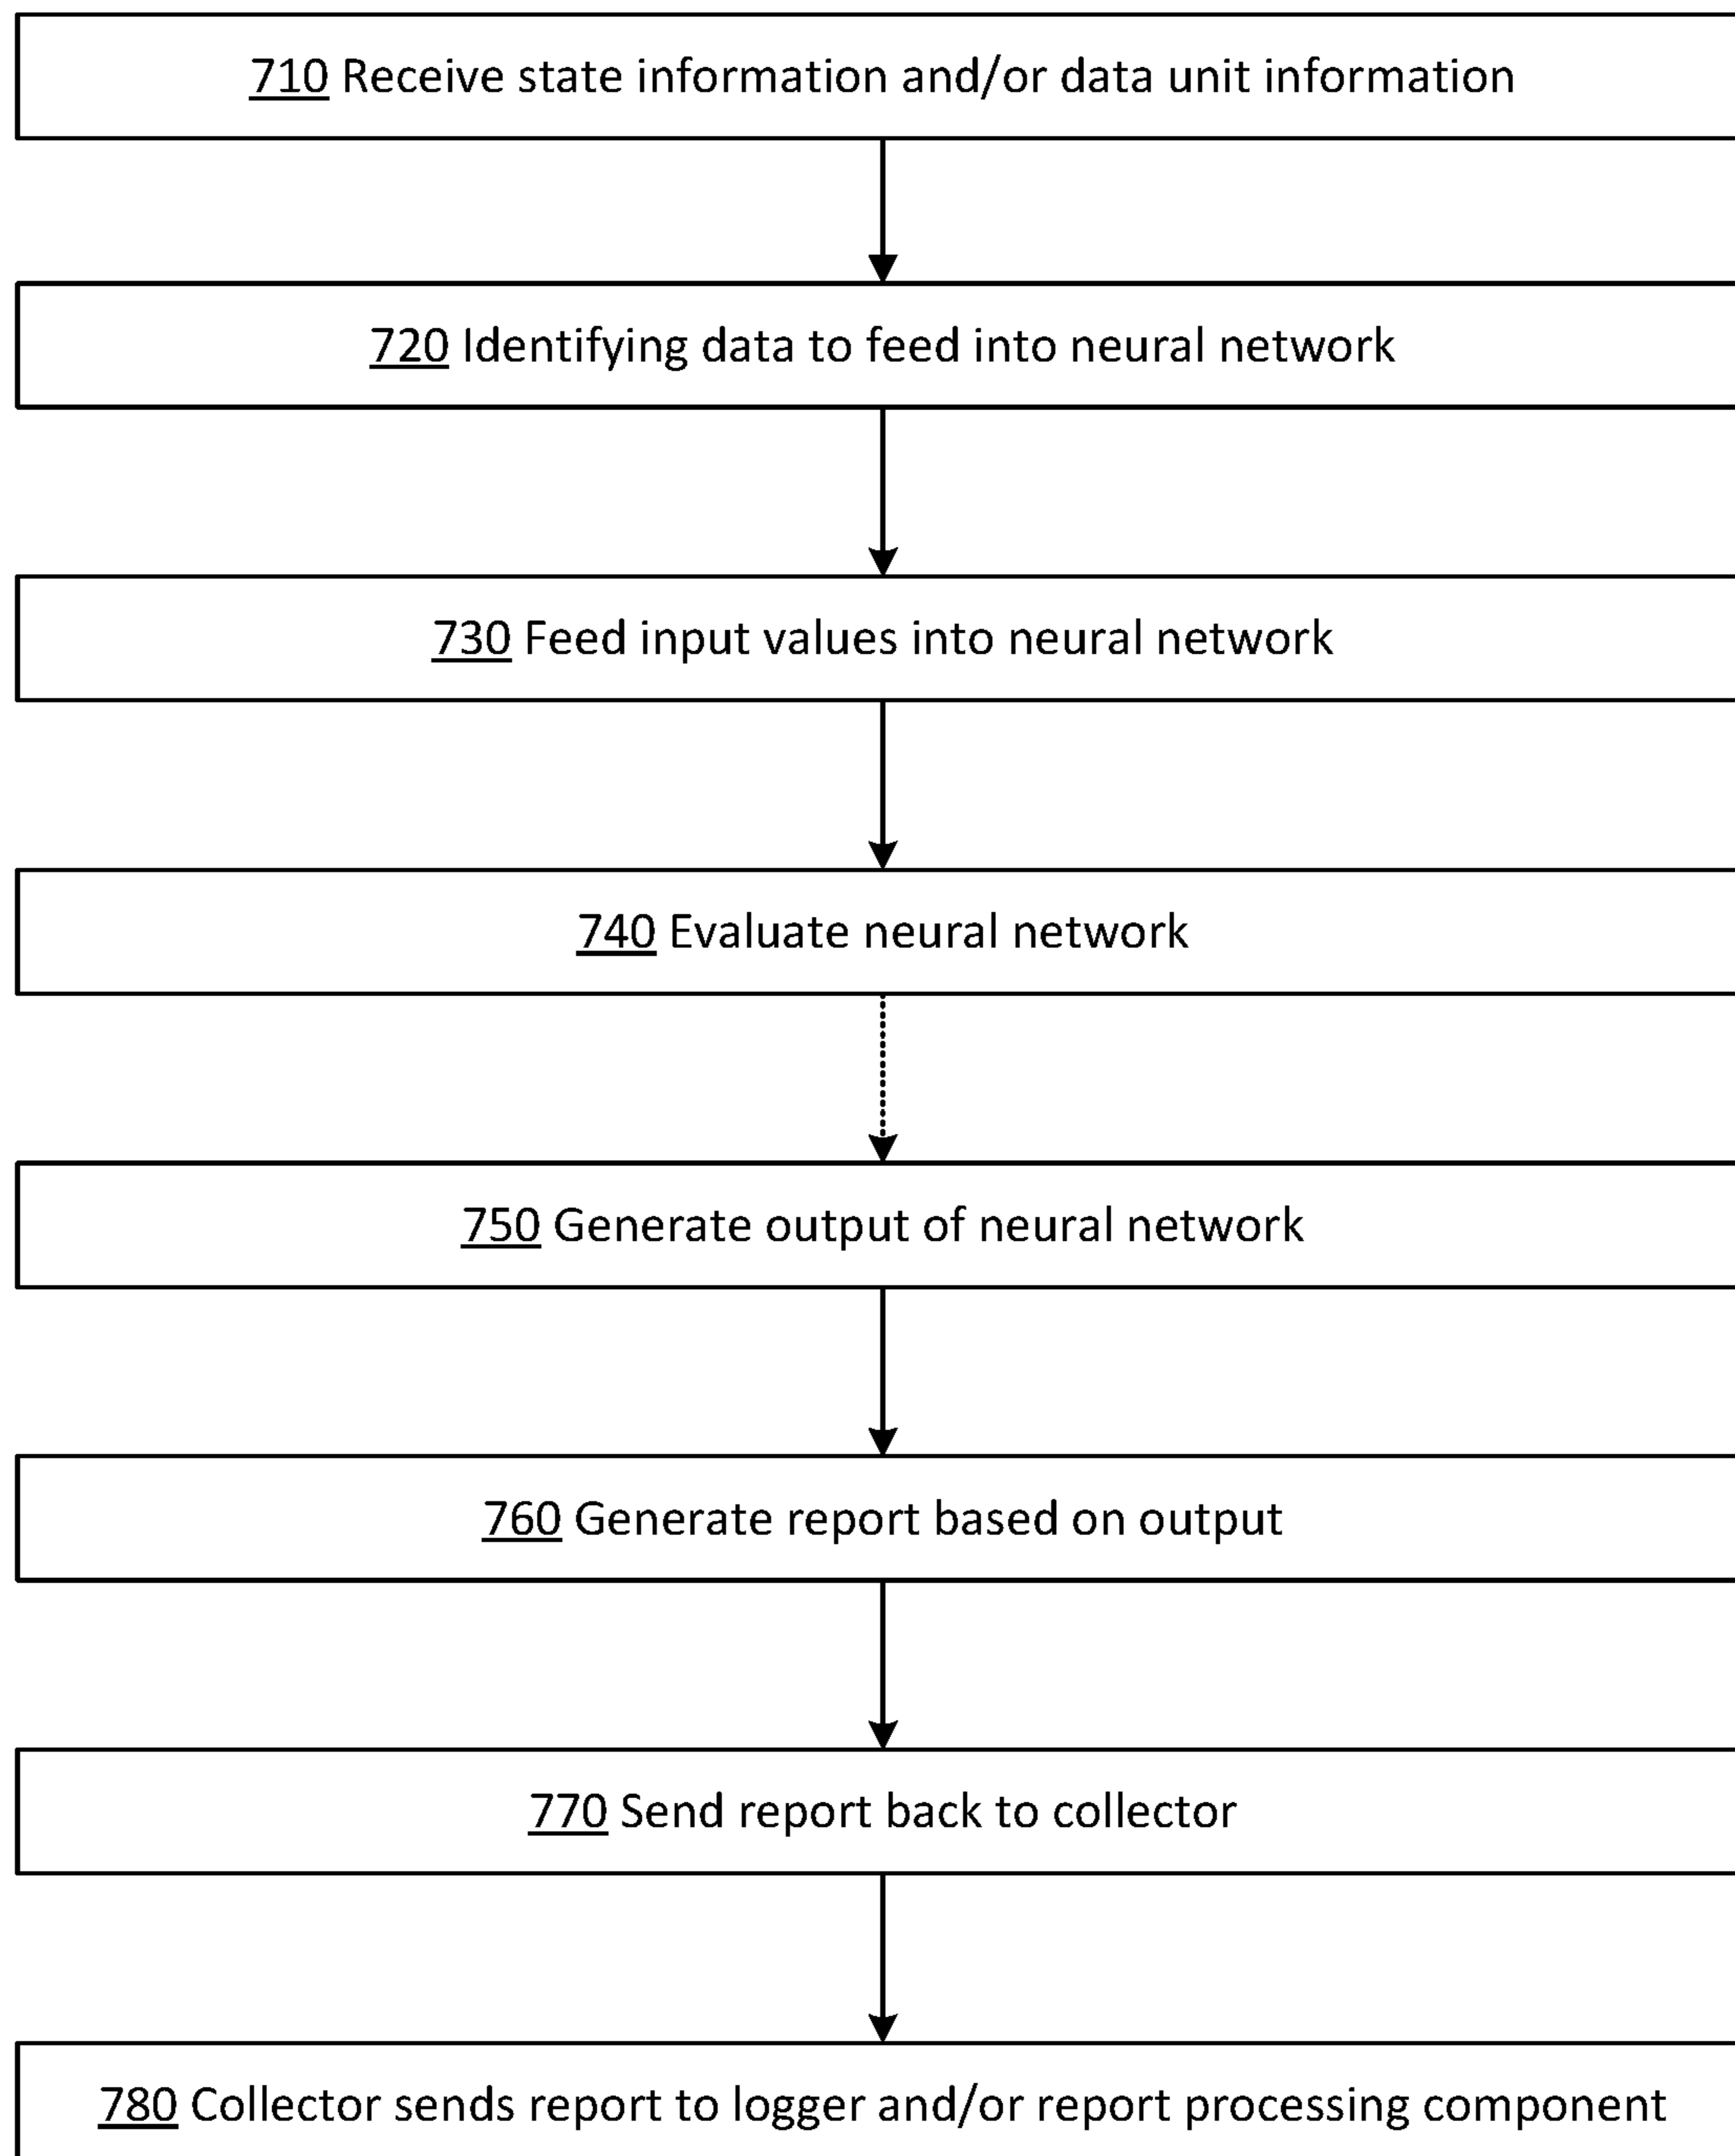 710 Receive state information and/or data unit information
720 Identifying data to feed into neural network
730 Feed input values into neural network
740 Evaluate neural network
750 Generate output of neural network
760 Generate report based on output
770 Send report back to collector
780 Collector sends report to logger and/or report processing component